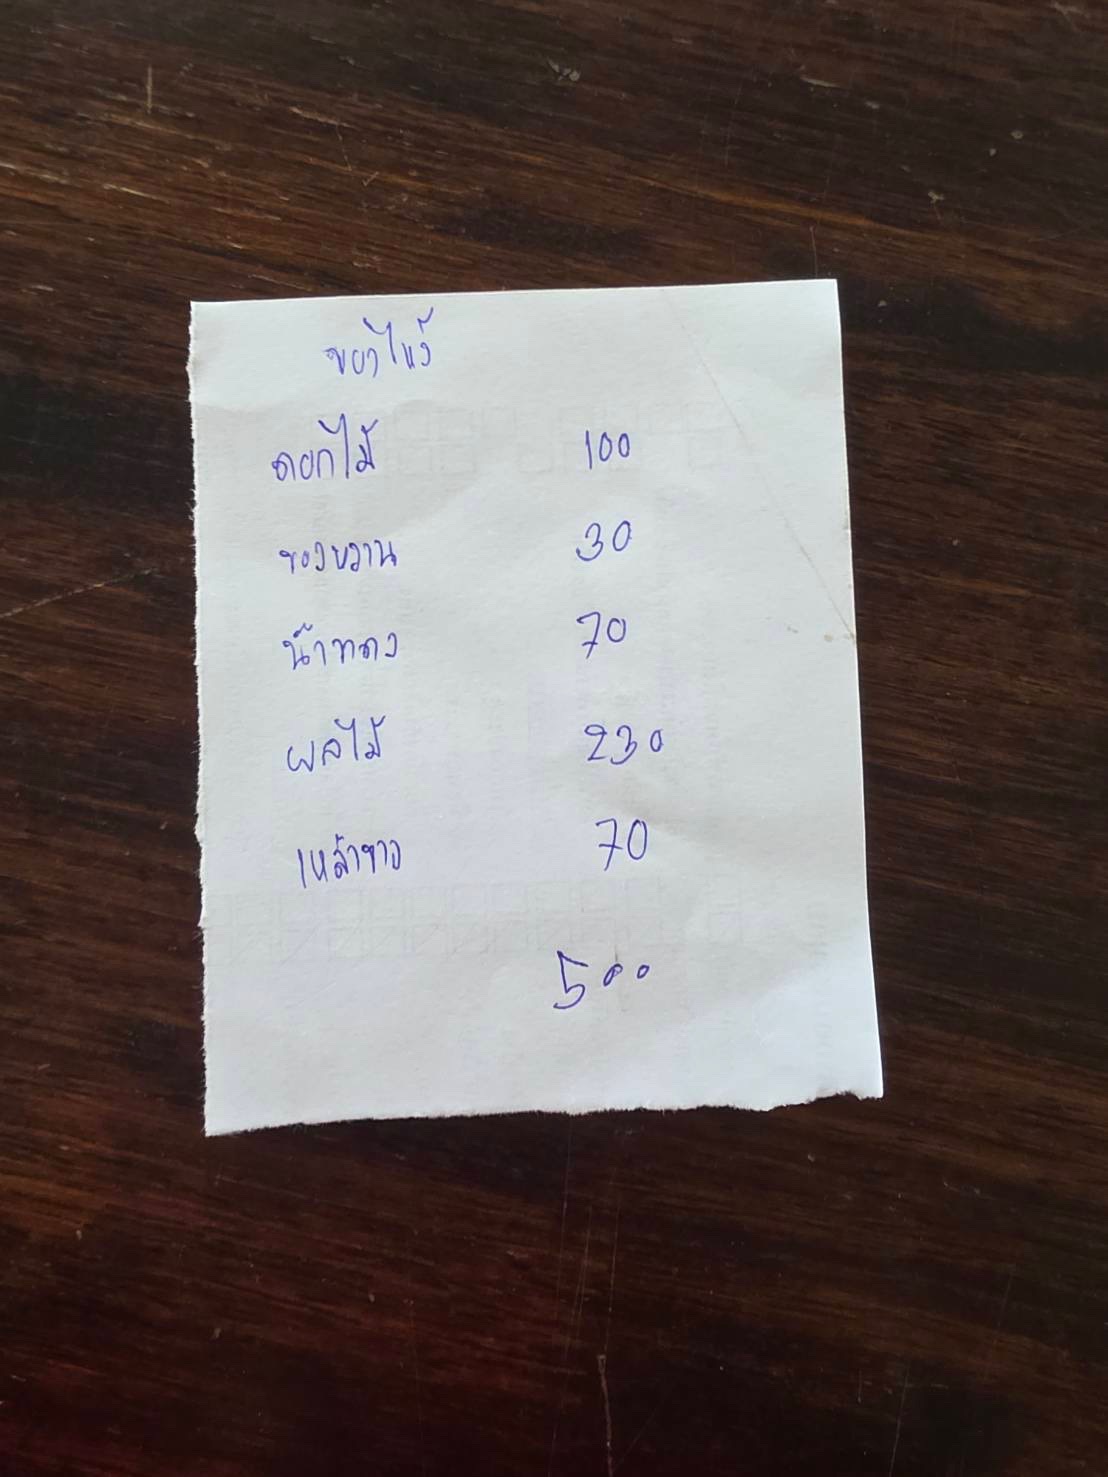 ของไหว้
ดอกไม้ 100
ของหวาน 30
น้ำแดง 70
ผลไม้ 230
เหล้าขาว 70
500